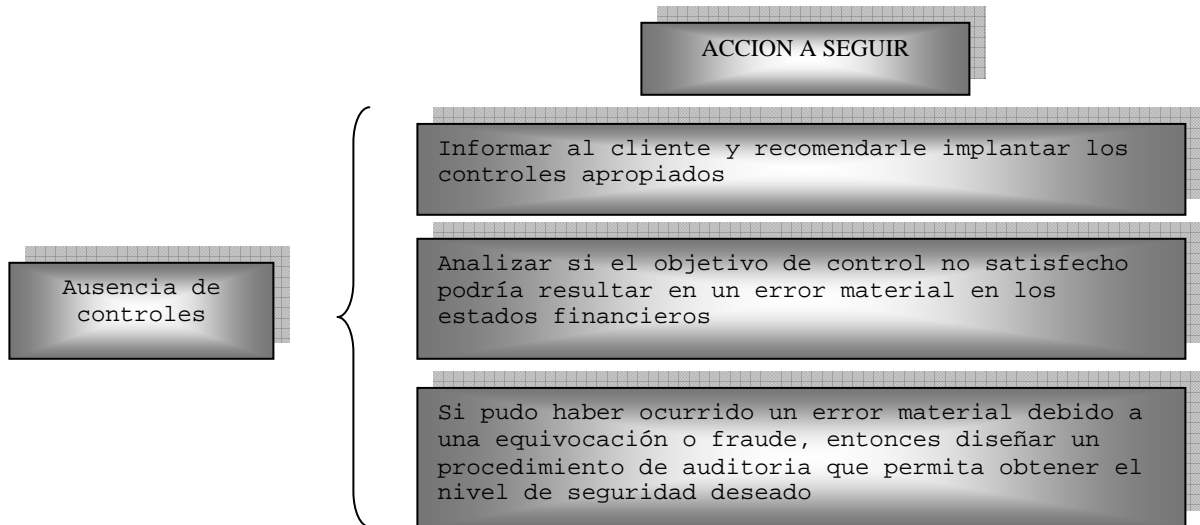 ACCION A SEGUIR
Informar al cliente y recomendarle implantar los
controles apropiados
Ausencia de
controles
Analizar si el objetivo de control no satisfecho
podría resultar en un error material en los
estados financieros
Si pudo haber ocurrido un error material debido a
una equivocación o fraude, entonces diseñar un
procedimiento de auditoria que permita obtener el
nivel de seguridad deseado